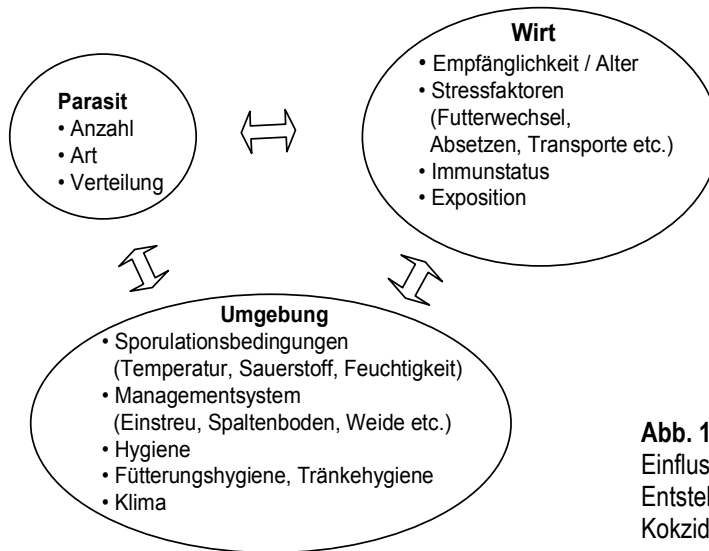 Parasit
• Anzahl
• Art
• Verteilung
Wirt
• Empfänglichkeit / Alter
• Stressfaktoren
(Futterwechsel,
Absetzen, Transporte etc.)
• Immunstatus
• Exposition
Umgebung
• Sporulationsbedingungen
(Temperatur, Sauerstoff, Feuchtigkeit)
• Managementsystem
(Einstreu, Spaltenboden, Weide etc.)
• Hygiene
• Fütterungshygiene, Tränkehygiene
• Klima
Abb. 1
Einflus
Entstel
Kokzid